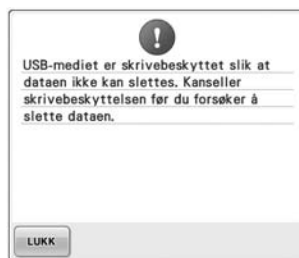 USB-mediet er skrivebeskyttet slik at
dataen ikke kan slettes. Kanseller
skrivebeskyttelsen før du forsøker å
slette dataen.
LUKK